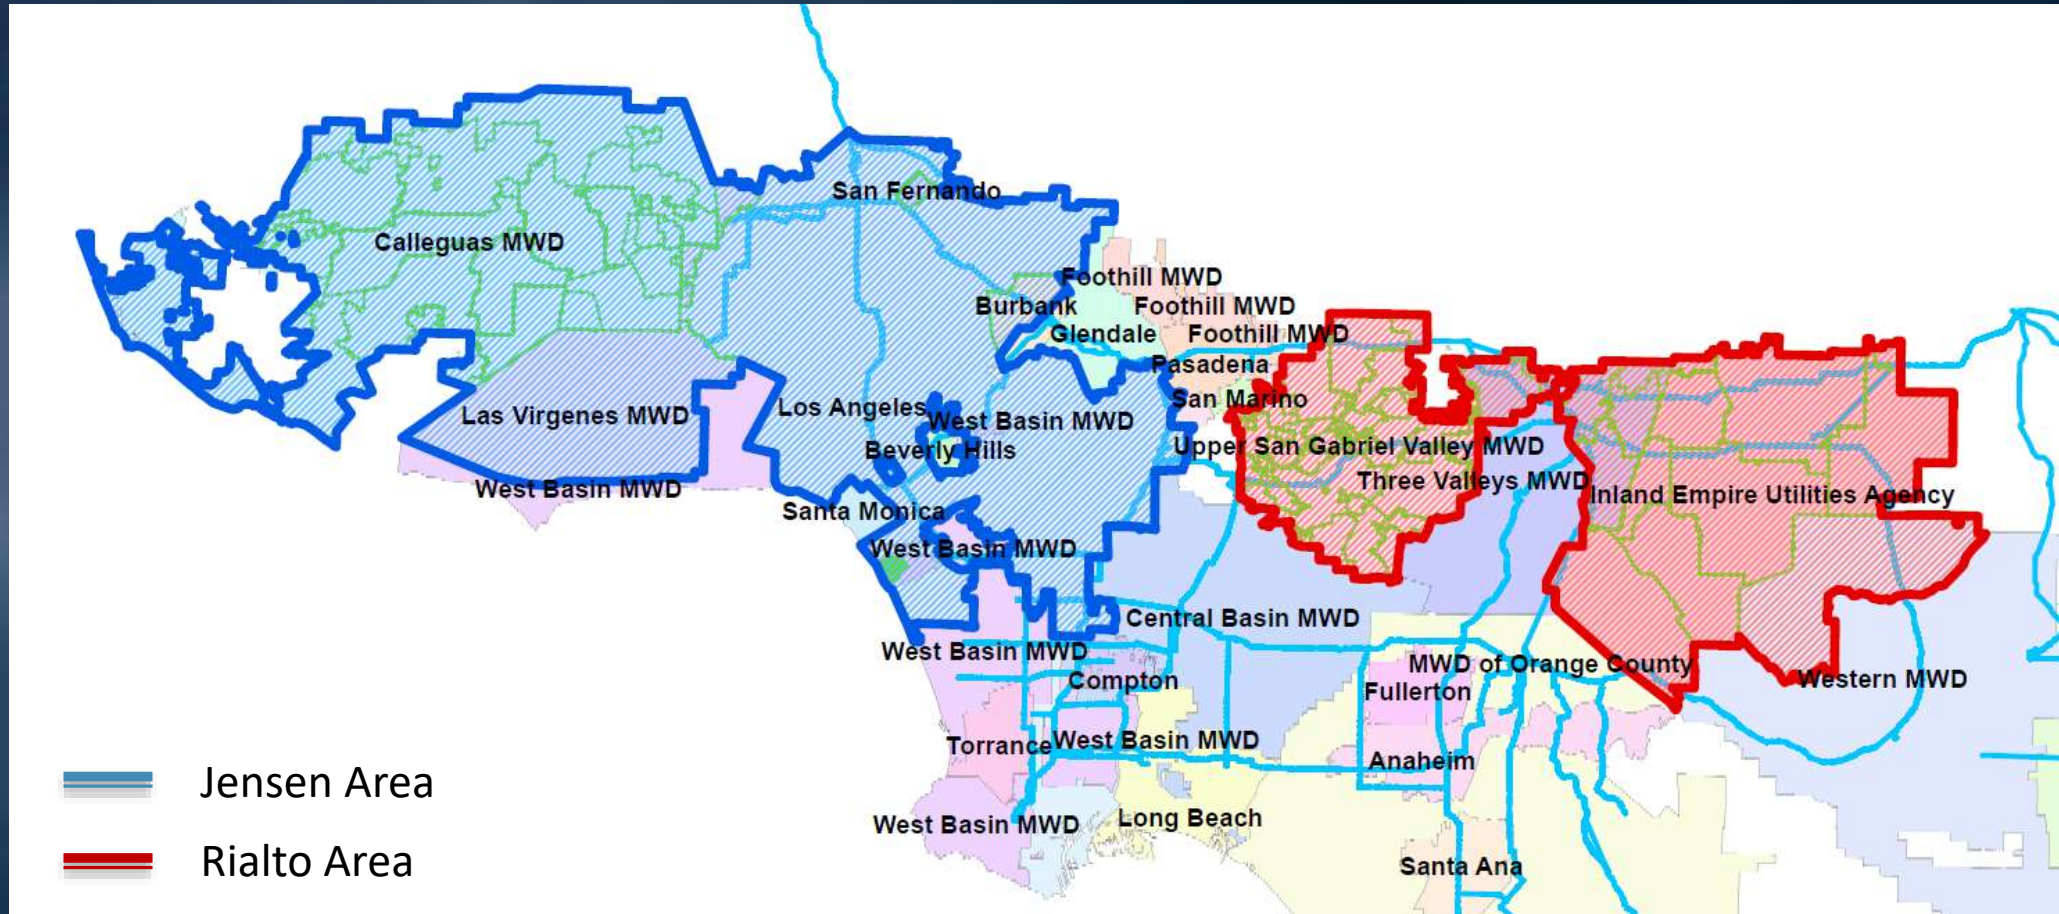 San Fernando
Calleguas MWD
Foothill MWD
Burbank
Foothill MWD
Glendale
Foothill MWD
Pasadena
San Marino
Los Angeles
Las Virgenes MWD
West Basin MWD
Beverly Hills
Upper San Gabriel Valley MWD
Three Valleys MWD
West Basin MWD
Inland Empire Utilities Agency
Santa Monica
West Basin MWD
Central Basin MWD
West Basin MWD
MWD of Orange County
Compton
Fullerton
Western MWD
Torrance
West Basin MWD
Anaheim
Jensen Area
West Basin MWD
Long Beach
Rialto Area
Santa Ana